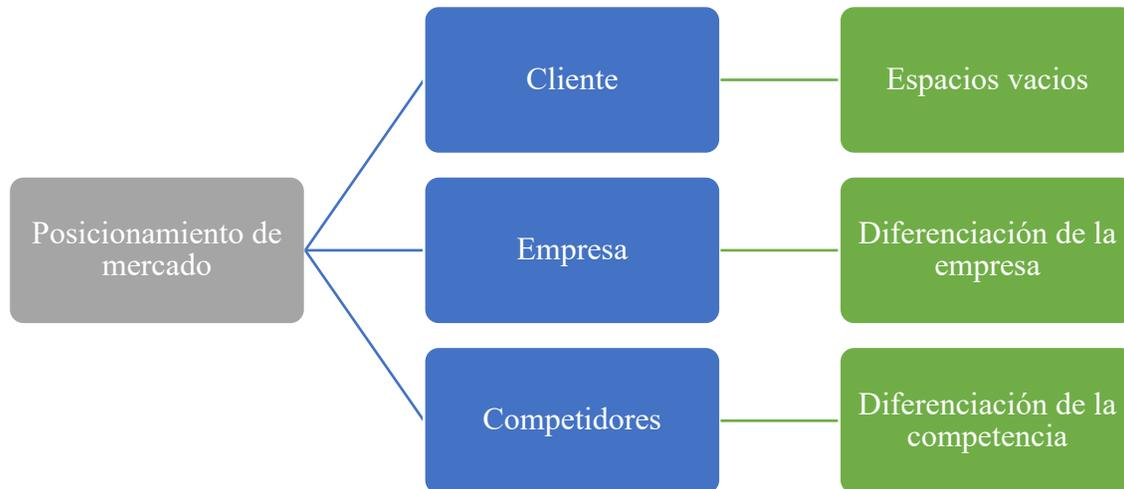 Posicionamiento de
mercado
Cliente
Espacios vacios
Empresa
Diferenciación de la
empresa
Competidores
Diferenciación de la
competencia